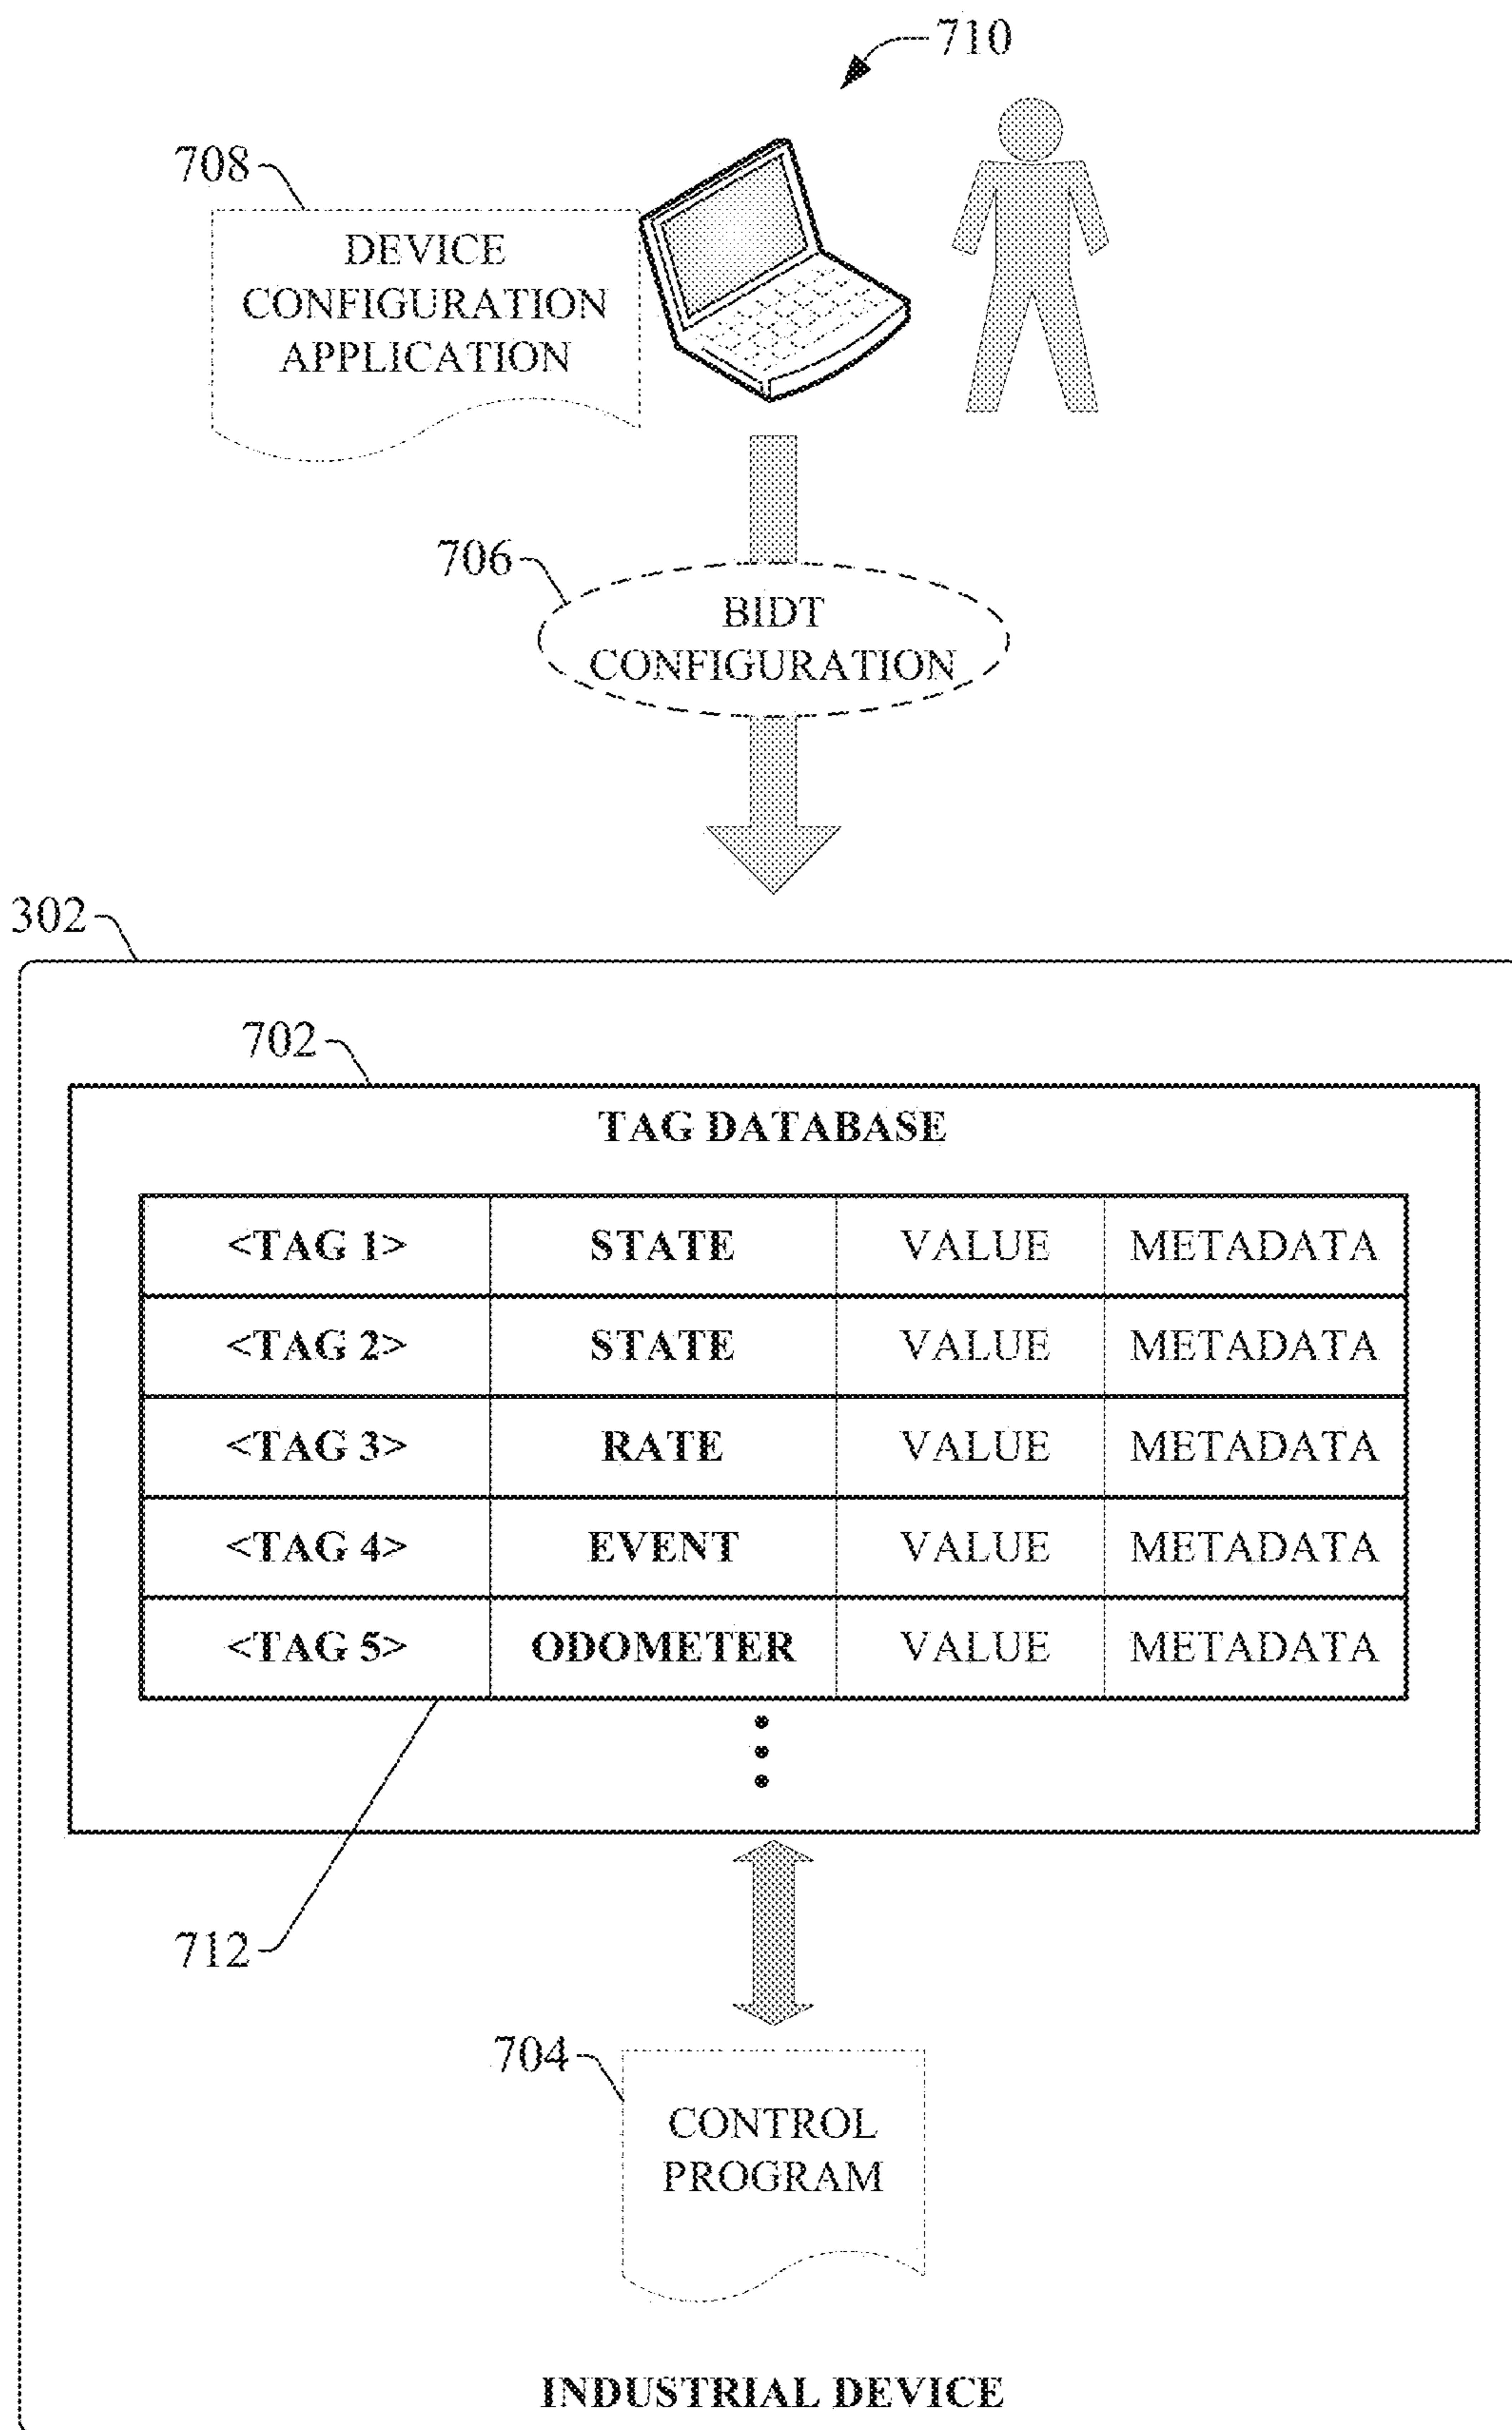 710
708
DEVICE
CONFIGURATION
APPLICATION
706
BIDT
CONFIGURATION
302
702
TAG DATABASE
<TAG 1> STATE VALUE METADATA
<TAG 2> STATE VALUE METADATA
<TAG 3> RATE VALUE METADATA
<TAG 4> EVENT VALUE METADATA
<TAG 5> ODOMETER VALUE METADATA
712
704
CONTROL
PROGRAM
INDUSTRIAL DEVICE